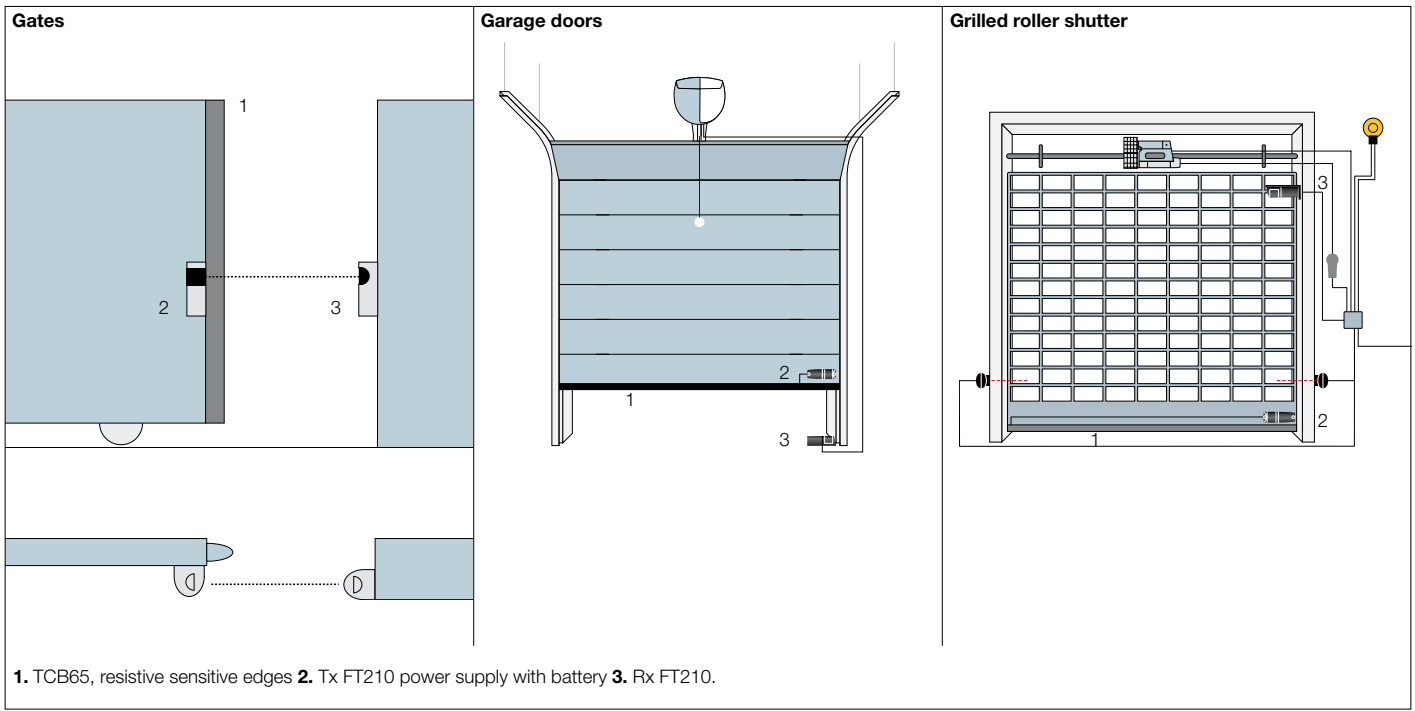 Gates
1
2
3
Garage doors
2
1
3
Grilled roller shutter
3
2
1
1. TCB65, resistive sensitive edges 2. Tx FT210 power supply with battery 3. Rx FT210.